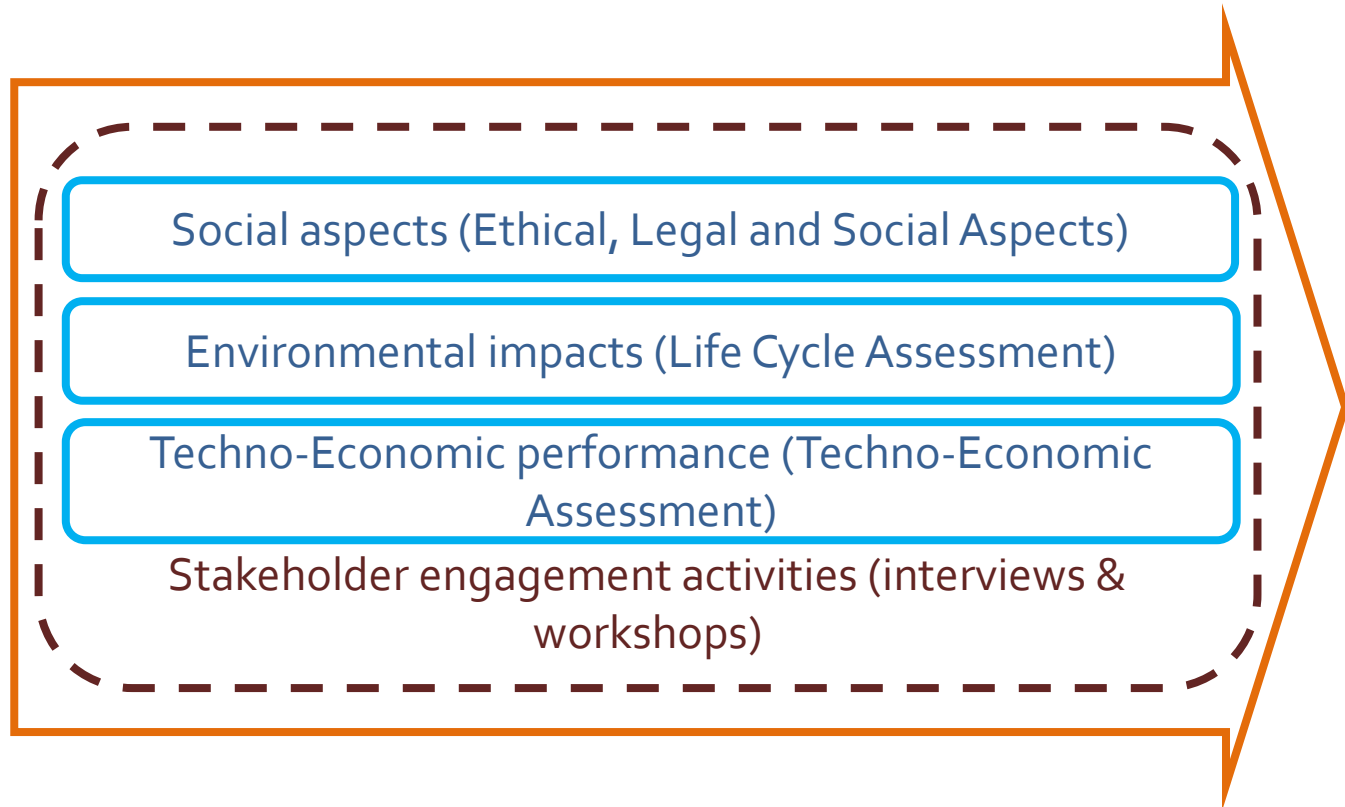 Social aspects (Ethical, Legal and Social Aspects)
Environmental impacts (Life Cycle Assessment)
Techno-Economic performance (Techno-Economic
Assessment)
Stakeholder engagement activities (interviews &
workshops)